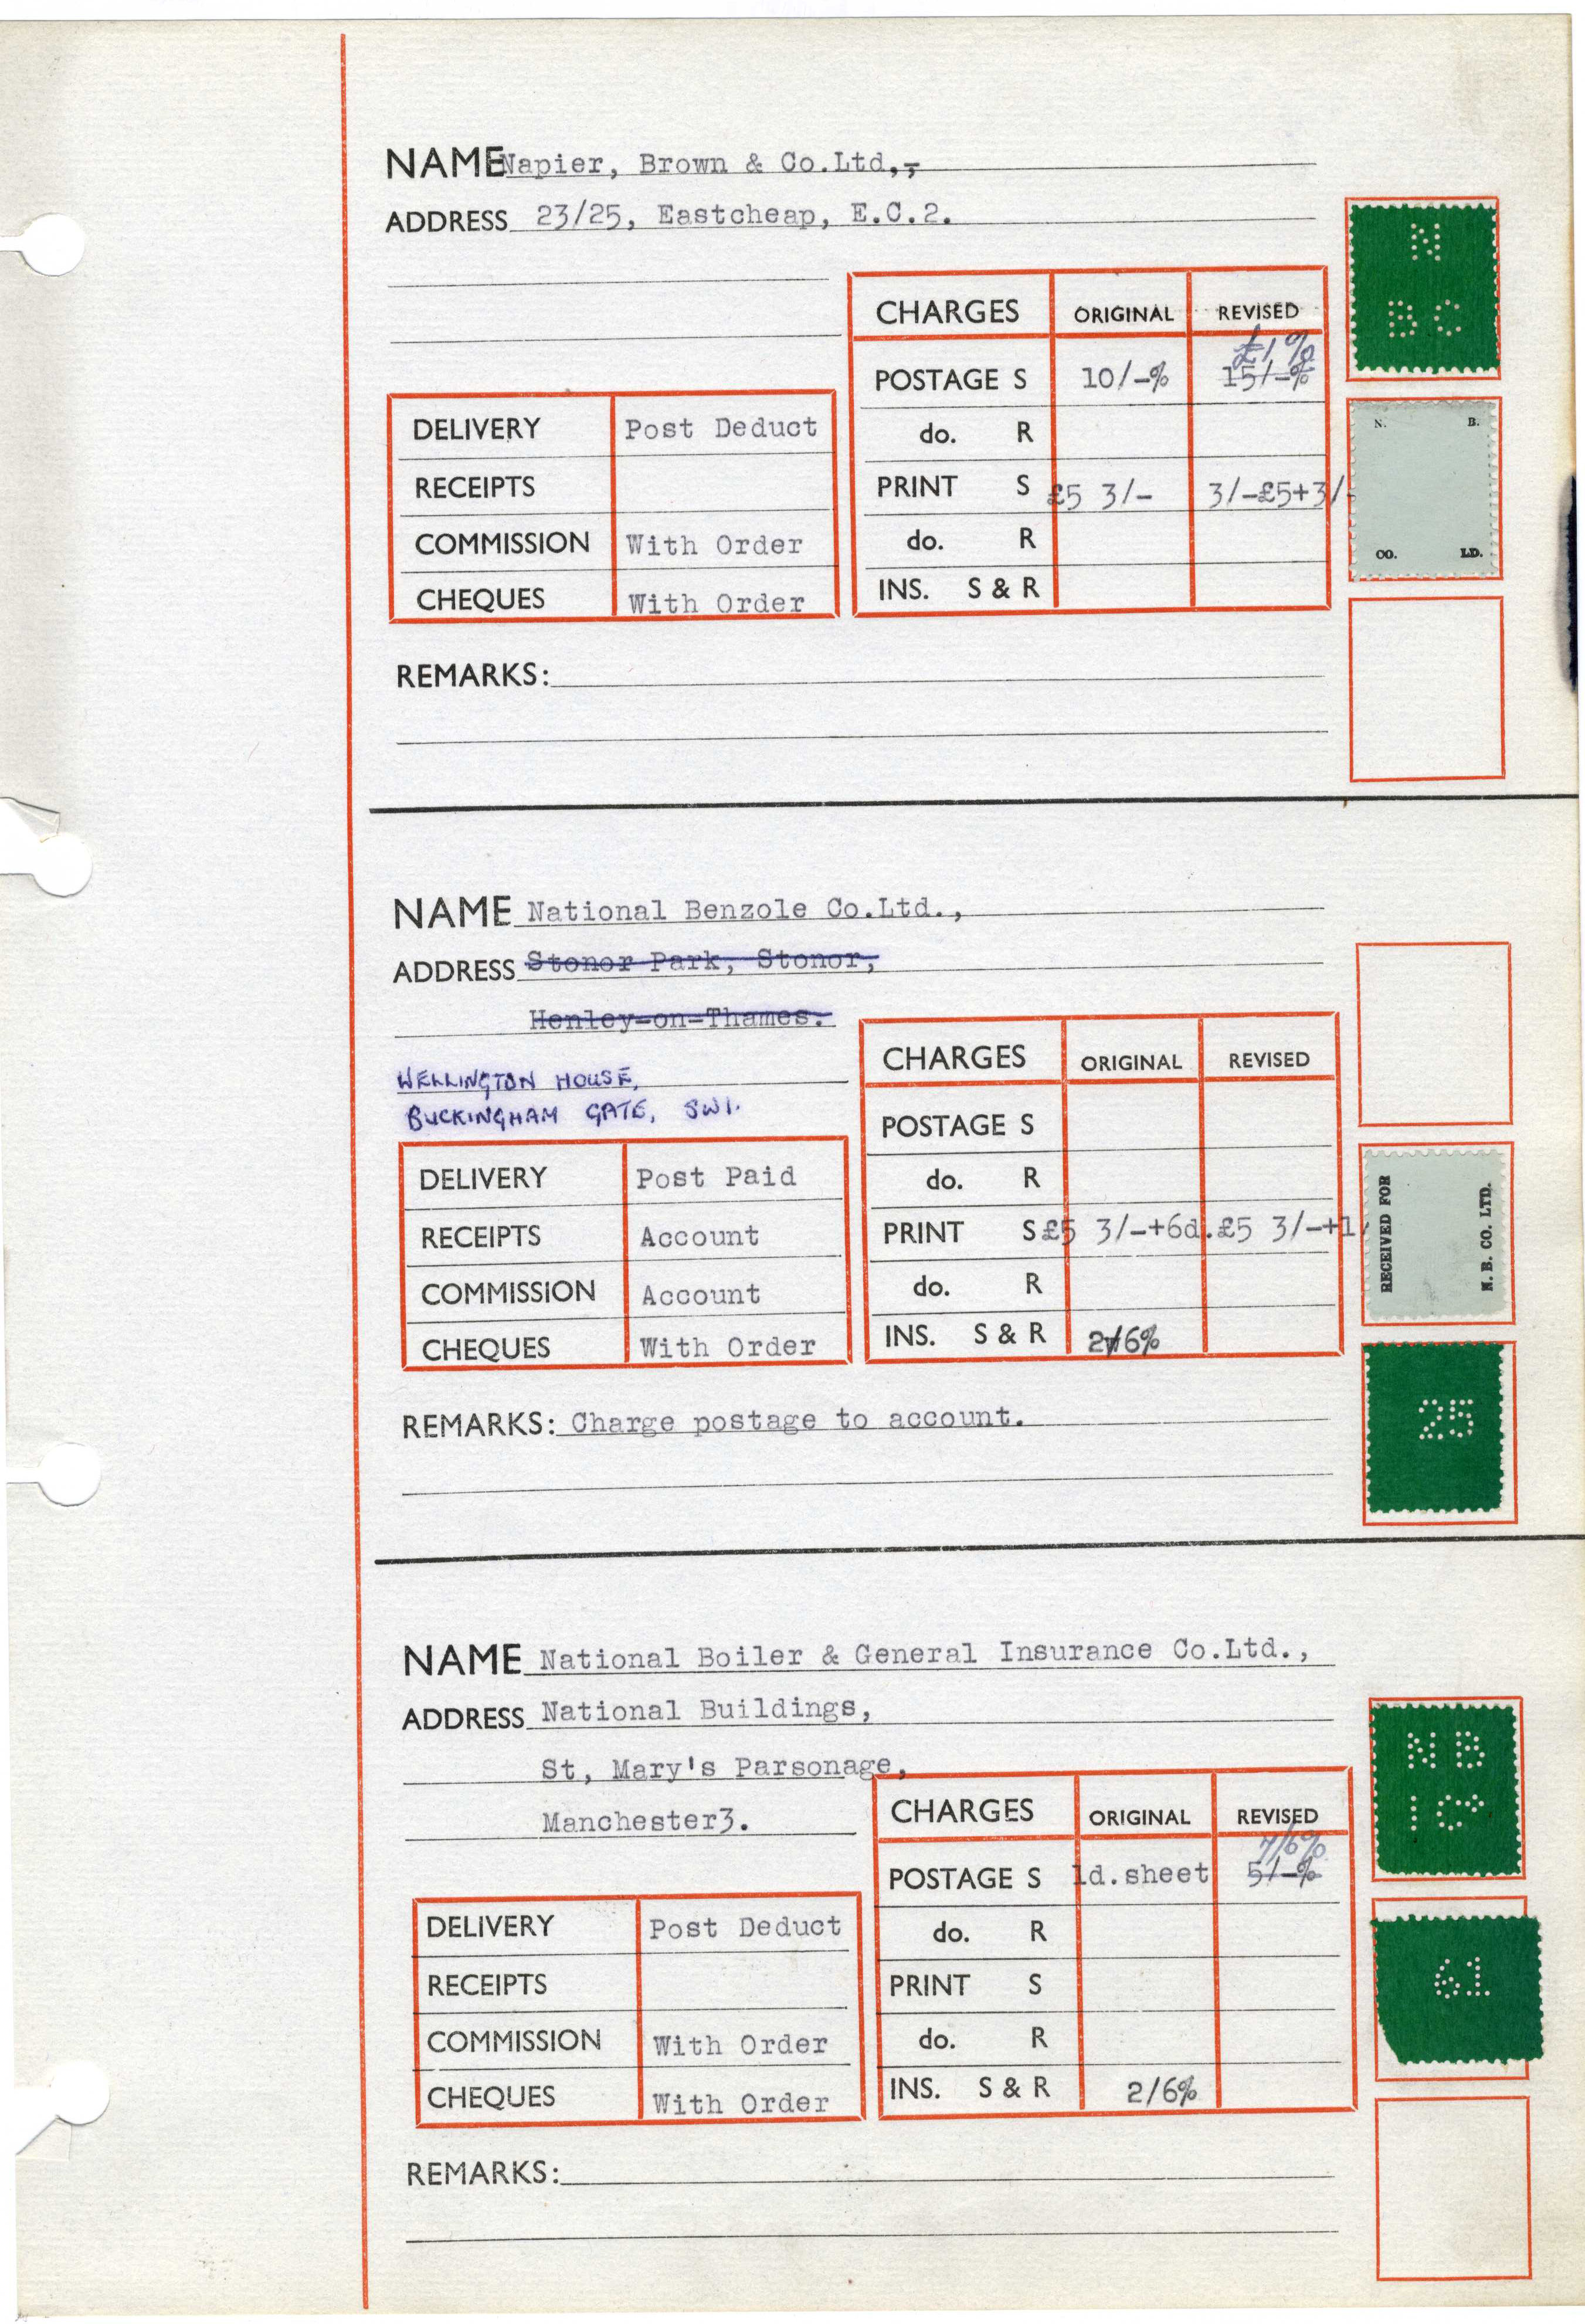 NAME Napier, Brown & Co.Ltd.,-
ADDRESS 23/25, Eastcheap, E.C.2.
N
BC
CHARGES ORIGINAL REVISED
£1%
POSTAGE S 10/-% 15/-%
do. R
PRINT S £5 3/- 3/-£5+3/-
do. R
INS. S & R
DELIVERY Post Deduct
RECEIPTS
COMMISSION With Order
CHEQUES With Order
N. B.
CO. LD.
REMARKS:
NAME National Benzole Co.Ltd.,
ADDRESS Stonor Park, Stonor,
Henley-on-Thames.
WELLINGTON HOUSE,
BUCKINGHAM GATE, SW1.
CHARGES ORIGINAL REVISED
POSTAGE S
do. R
PRINT S £5 3/-+6d. £5 3/-+1/
do. R
INS. S & R 2/6%
DELIVERY Post Paid
RECEIPTS Account
COMMISSION Account
CHEQUES With Order
RECEIVED FOR
N. B. CO. LTD.
25
REMARKS: Charge postage to account.
NAME National Boiler & General Insurance Co.Ltd.,
ADDRESS National Buildings,
St, Mary's Parsonage,
Manchester3.
NB
IC
CHARGES ORIGINAL REVISED
7/6%
POSTAGE S 1d.sheet 5/-%
do. R
PRINT S
do. R
INS. S & R 2/6%
DELIVERY Post Deduct
RECEIPTS
COMMISSION With Order
CHEQUES With Order
61
REMARKS: